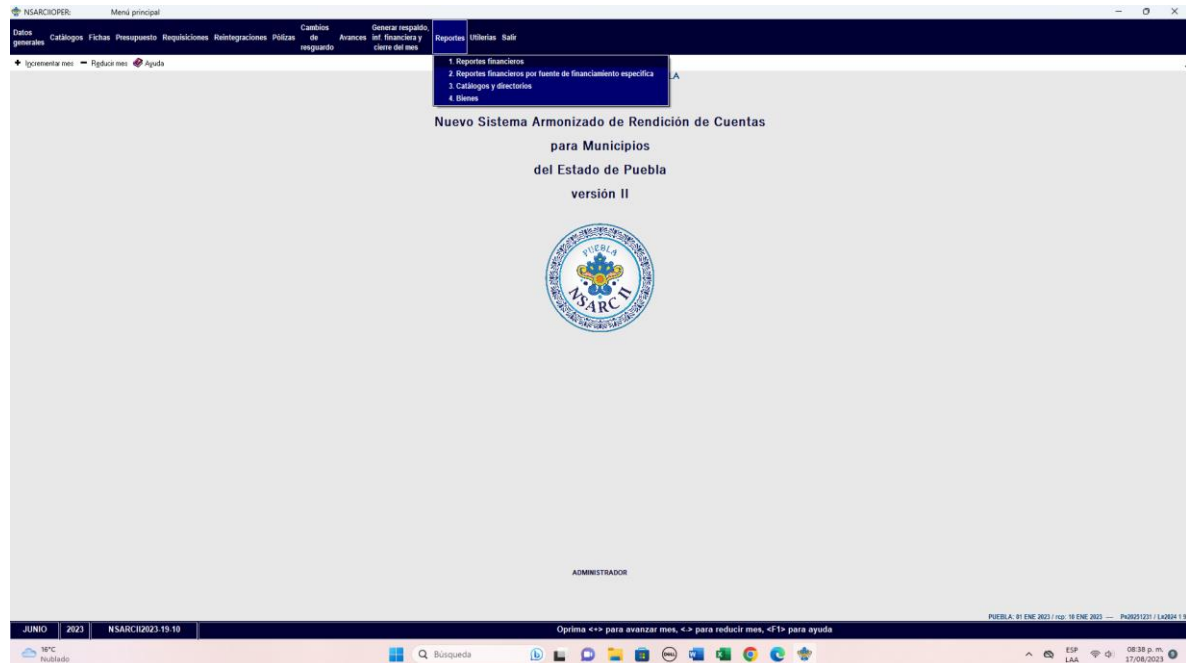 NSARCIIOPER: Menú principal
Datos generales Catálogos Fichas Presupuesto Requisiciones Reintegraciones Pólizas Cambios de resguardo Avances Generar respaldo, inf. financiera y cierre del mes Reportes Utilerías Salir
+ Incrementar mes - Reducir mes Ayuda
1. Reportes financieros
2. Reportes financieros por fuente de financiamiento específica
3. Catálogos y directorios
4. Bienes
LA
Nuevo Sistema Armonizado de Rendición de Cuentas
para Municipios
del Estado de Puebla
versión II
PUEBLA
NSARC II
ADMINISTRADOR
PUEBLA: 01 ENE 2023 / rcp: 18 ENE 2023 —
JUNIO 2023 NSARCII2023-19-10 Oprima <+> para avanzar mes, <-> para reducir mes, <F1> para ayuda
16°C
Nublado
Búsqueda
ESP
LAA
08:38 p. m.
17/08/2023